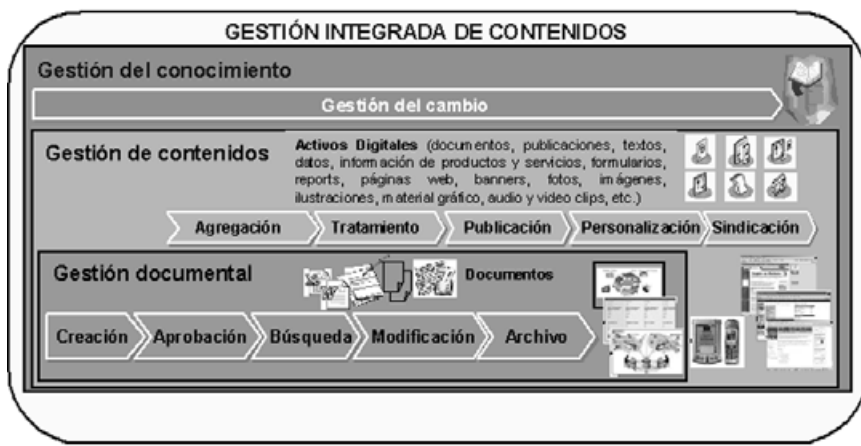 GESTIÓN INTEGRADA DE CONTENIDOS
Gestión del conocimiento
Gestión del cambio
Gestión de contenidos
Activos Digitales (documentos, publicaciones, textos,
datos, información de productos y servicios, formularios,
reports, páginas web, banners, fotos, imágenes,
ilustraciones, material gráfico, audio y video clips, etc.)
Agregación Tratamiento Publicación Personalización Sindicación
Gestión documental
Documentos
Creación Aprobación Búsqueda Modificación Archivo